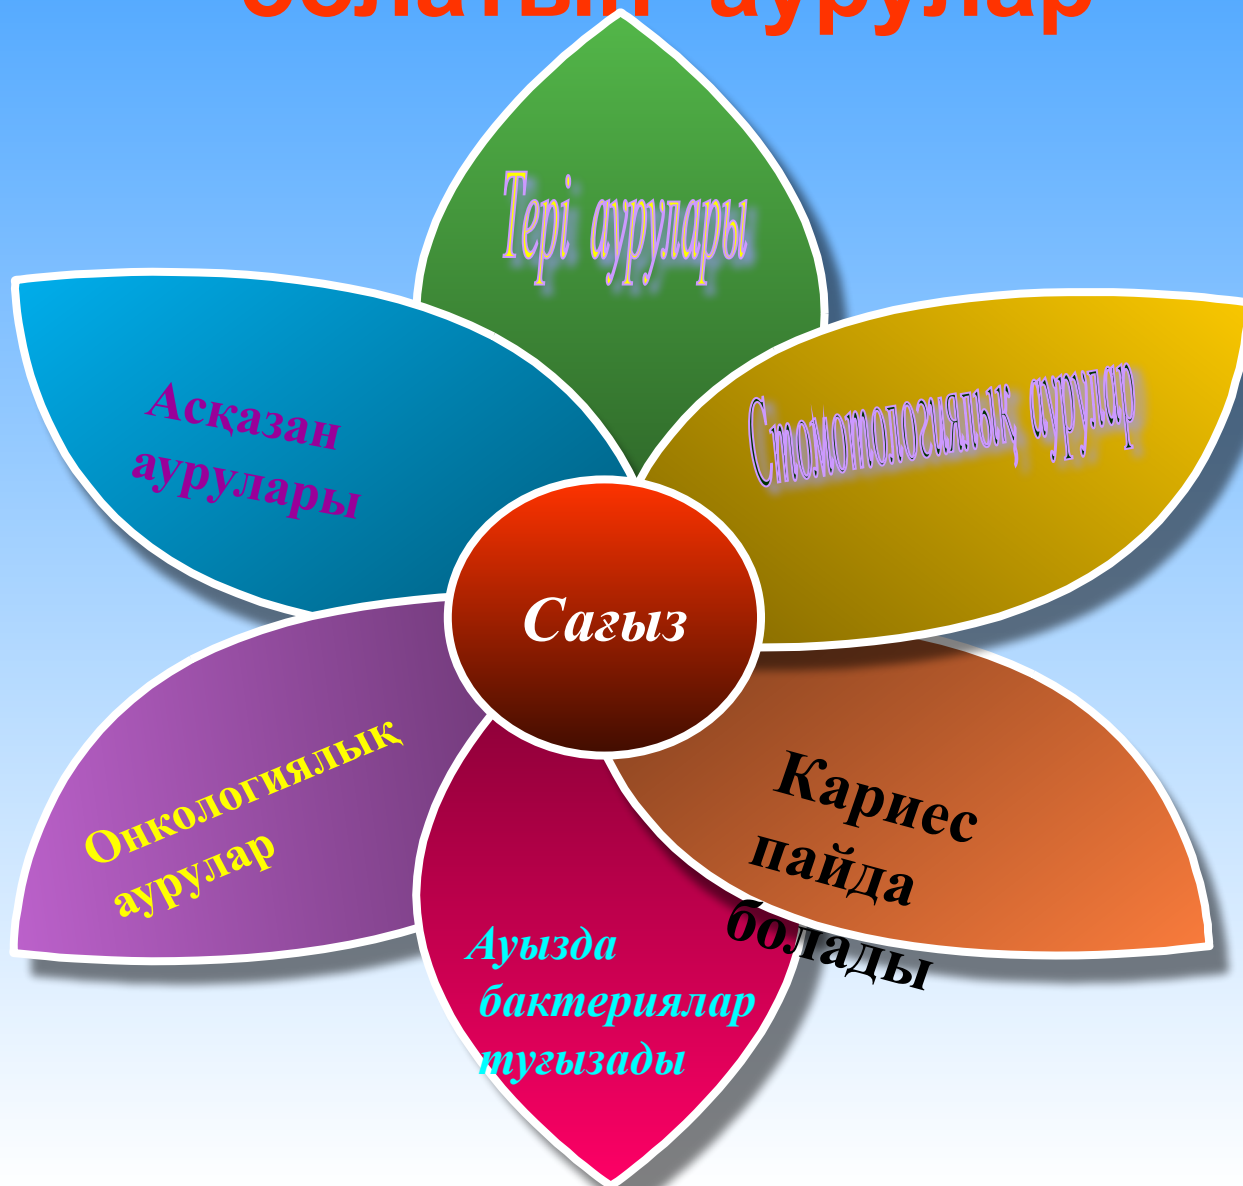 болатын аурулар
Тері аурулары
Стомотологиялық аурулар
Асқазан
аурулары
Сағыз
Онкологиялық
аурулар
Кариес
пайда
болады
Ауызда
бактериялар
туғызады